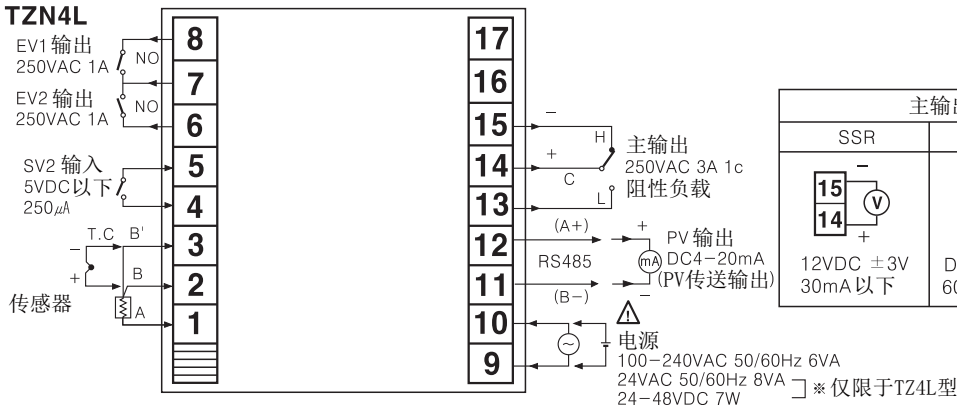 TZN4L
EV1 输出
250VAC 1A
NO
EV2 输出
250VAC 1A
NO
SV2 输入
5VDC以下
250μA
T.C
B'
B
A
−
+
传感器
8
7
6
5
4
3
2
1
17
16
15
14
13
12
11
10
9
−
H
+
C
L
主输出
250VAC 3A 1c
阻性负载
(A+)
RS485
(B−)
+
mA
−
PV 输出
DC4−20mA
(PV传送输出)
电源
100−240VAC 50/60Hz 6VA
24VAC 50/60Hz 8VA
24−48VDC 7W
※仅限于TZ4L型
主输出
SSR
−
15
14
V
+
12VDC ±3V
30mA以下